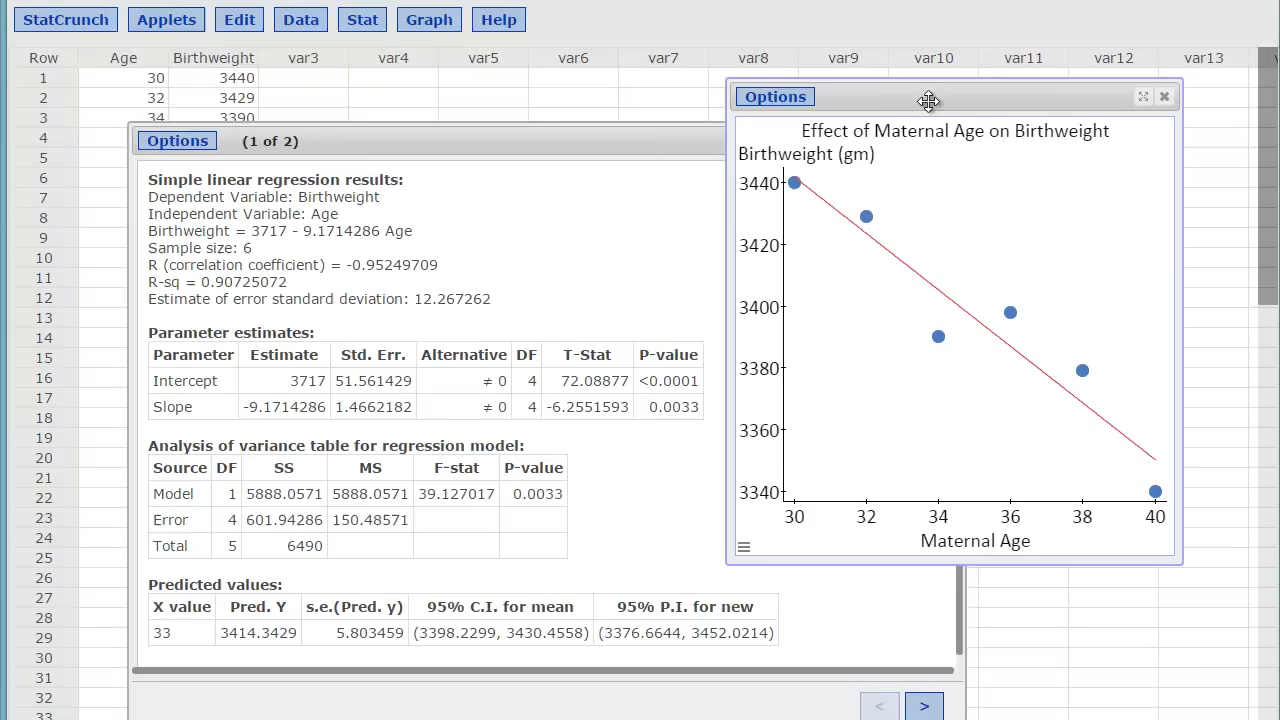 StatCrunch Applets Edit Data Stat Graph Help
Row Age Birthweight var3 var4 var5 var6 var7 var8 var9 var10 var11 var12 var13
1 30 3440
2 32 3429
3 34 3390
4
5
6
7
8
9
10
11
12
13
14
15
16
17
18
19
20
21
22
23
24
25
26
27
28
29
30
31
32
33
Options (1 of 2)
Simple linear regression results:
Dependent Variable: Birthweight
Independent Variable: Age
Birthweight = 3717 - 9.1714286 Age
Sample size: 6
R (correlation coefficient) = -0.95249709
R-sq = 0.90725072
Estimate of error standard deviation: 12.267262
Parameter estimates:
Parameter Estimate Std. Err. Alternative DF T-Stat P-value
Intercept 3717 51.561429 ≠ 0 4 72.08877 <0.0001
Slope -9.1714286 1.4662182 ≠ 0 4 -6.2551593 0.0033
Analysis of variance table for regression model:
Source DF SS MS F-stat P-value
Model 1 5888.0571 5888.0571 39.127017 0.0033
Error 4 601.94286 150.48571
Total 5 6490
Predicted values:
X value Pred. Y s.e.(Pred. y) 95% C.I. for mean 95% P.I. for new
33 3414.3429 5.803459 (3398.2299, 3430.4558) (3376.6644, 3452.0214)
< >
Options
Effect of Maternal Age on Birthweight
Birthweight (gm)
3440
3420
3400
3380
3360
3340
30 32 34 36 38 40
Maternal Age